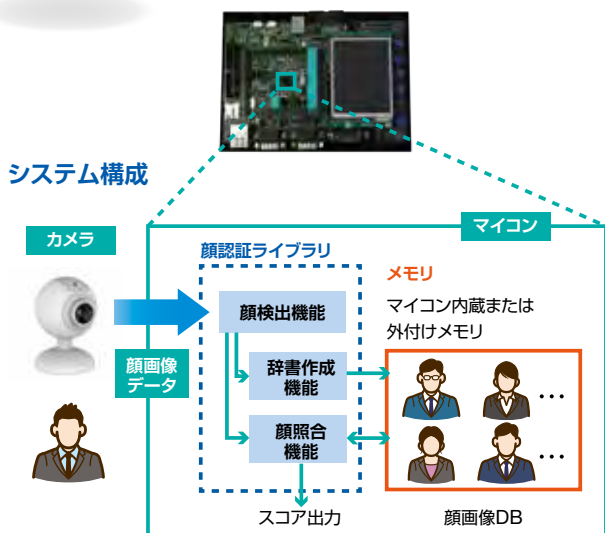 システム構成
マイコン
カメラ
顔認証ライブラリ
メモリ
マイコン内蔵または
外付けメモリ
顔検出機能
顔画像
データ
辞書作成
機能
…
顔照合
機能
…
スコア出力
顔画像DB